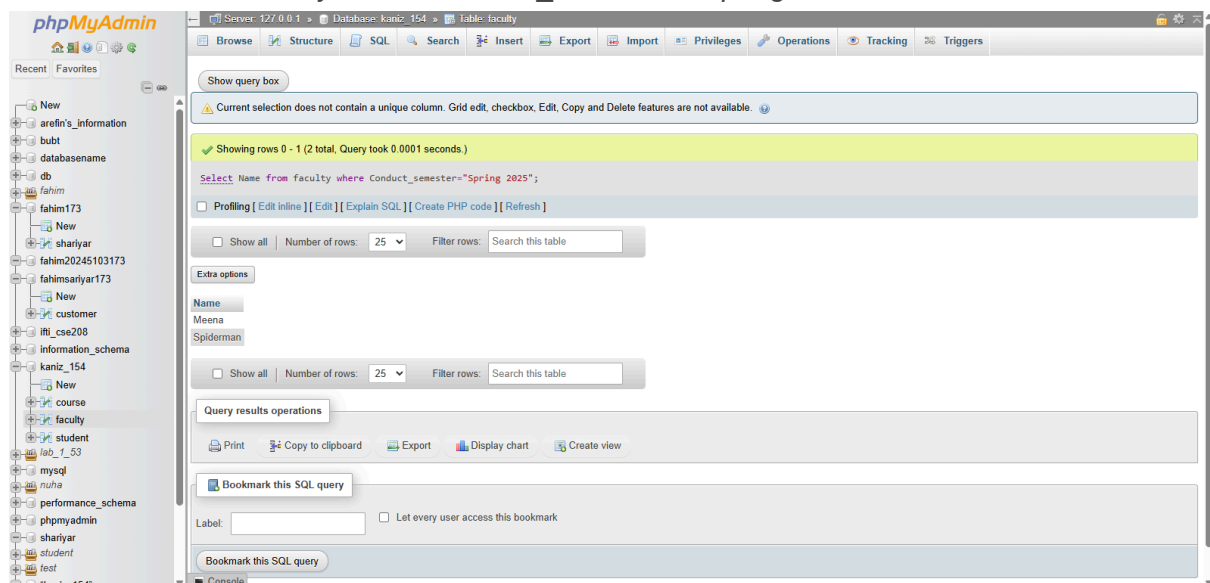 phpMyAdmin
Recent Favorites
New
arefin's_information
bubt
databasename
db
fahim
fahim173
New
shariyar
fahim20245103173
fahimsariyar173
New
customer
ifti_cse208
information_schema
kaniz_154
New
course
faculty
student
lab_1_53
mysql
nuha
performance_schema
phpmyadmin
shariyar
student
test
Server: 127.0.0.1 » Database: kaniz_154 » Table: faculty
Browse Structure SQL Search Insert Export Import Privileges Operations Tracking Triggers
Show query box
Current selection does not contain a unique column. Grid edit, checkbox, Edit, Copy and Delete features are not available.
Showing rows 0 - 1 (2 total, Query took 0.0001 seconds.)
Select Name from faculty where Conduct_semester="Spring 2025";
Profiling [ Edit inline ] [ Edit ] [ Explain SQL ] [ Create PHP code ] [ Refresh ]
Show all Number of rows: 25 Filter rows: Search this table
Extra options
Name
Meena
Spiderman
Show all Number of rows: 25 Filter rows: Search this table
Query results operations
Print Copy to clipboard Export Display chart Create view
Bookmark this SQL query
Label: Let every user access this bookmark
Bookmark this SQL query
Console